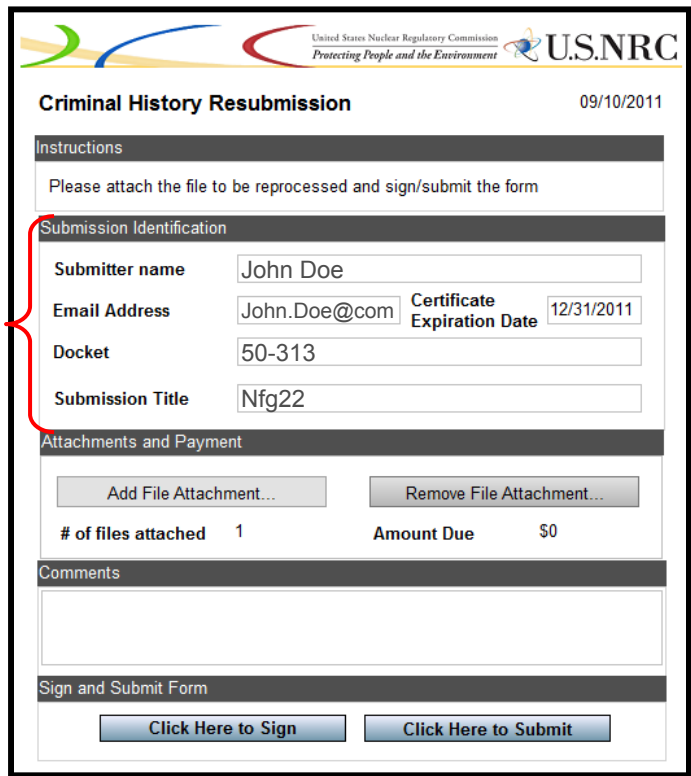 United States Nuclear Regulatory Commission
Protecting People and the Environment
U.S.NRC
Criminal History Resubmission 09/10/2011
Instructions
Please attach the file to be reprocessed and sign/submit the form
Submission Identification
Submitter name John Doe
Email Address John.Doe@com Certificate Expiration Date 12/31/2011
Docket 50-313
Submission Title Nfg22
Attachments and Payment
Add File Attachment... Remove File Attachment...
# of files attached 1 Amount Due $0
Comments
Sign and Submit Form
Click Here to Sign Click Here to Submit